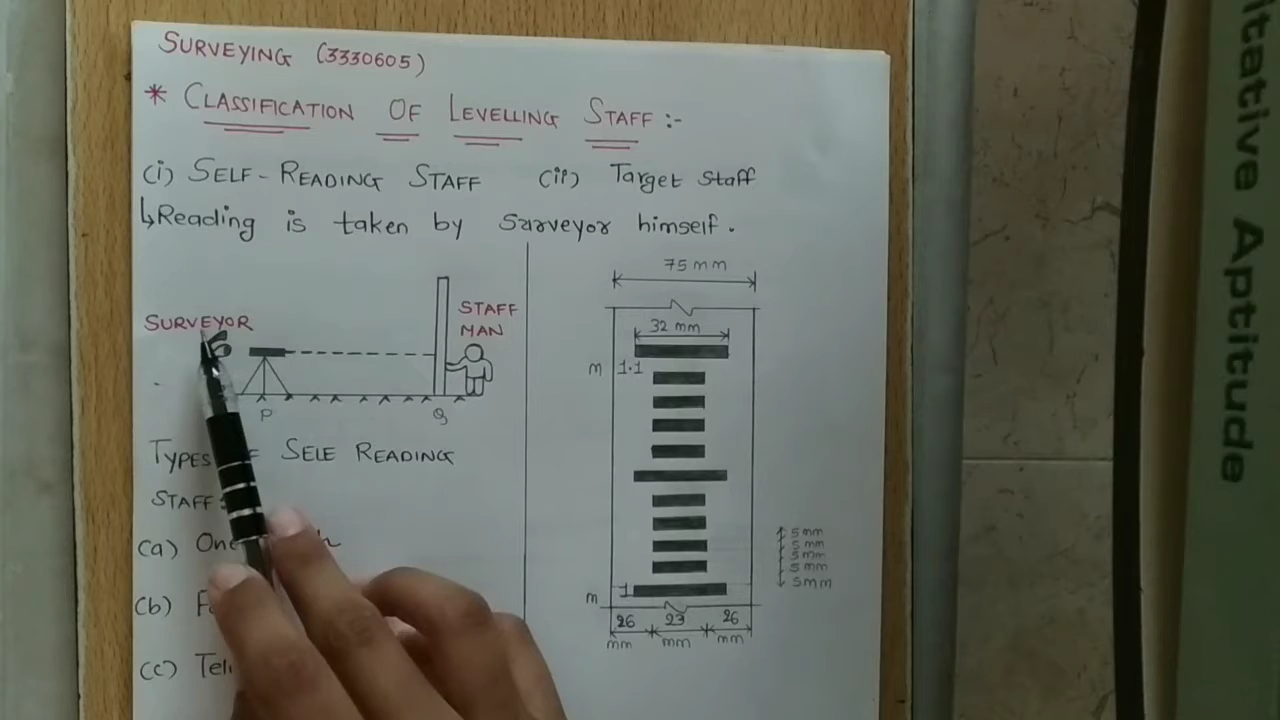 SURVEYING (3330605)
* CLASSIFICATION OF LEVELLING STAFF :-
(i) SELF-READING STAFF (ii) Target Staff
↳Reading is taken by Surveyor himself.
SURVEYOR
STAFF
MAN
P
Q
TYPES SELE READING
STAFF
(a) One
(b)
(c)
75 mm
32 mm
m 1.1
5 mm
5 mm
5 mm
5 mm
5 mm
m 1
26 23 26
mm mm mm
itative Aptitude